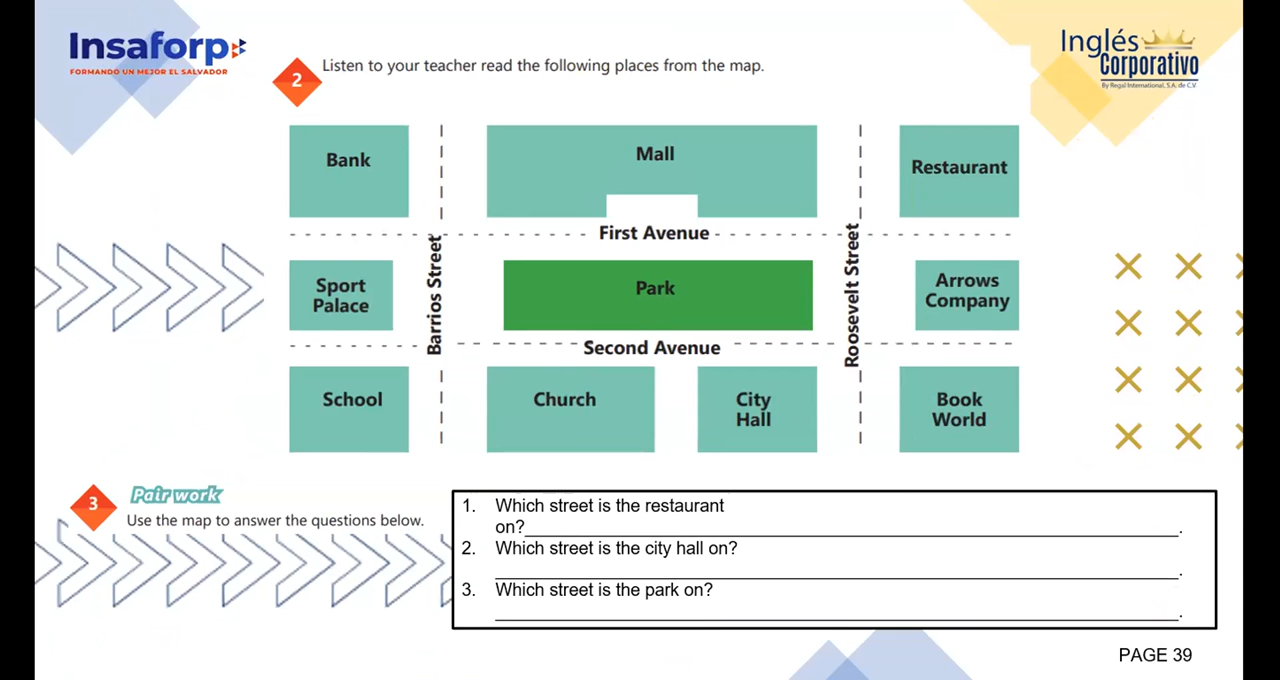 Insaforp
FORMANDO UN MEJOR EL SALVADOR
Inglés
Corporativo
By Regal International, S.A. de C.V.
2
Listen to your teacher read the following places from the map.
Bank
Mall
Restaurant
First Avenue
Barrios Street
Roosevelt Street
Sport
Palace
Park
Arrows
Company
Second Avenue
School
Church
City
Hall
Book
World
3
Pair work
Use the map to answer the questions below.
1. Which street is the restaurant
on?______________________________.
2. Which street is the city hall on?
______________________________.
3. Which street is the park on?
______________________________.
PAGE 39